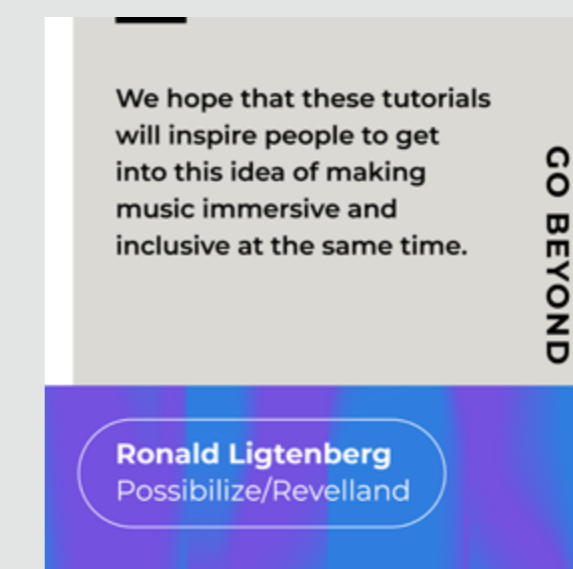 We hope that these tutorials
will inspire people to get
into this idea of making
music immersive and
inclusive at the same time.
GO BEYOND
Ronald Ligtenberg
Possibilize/Revelland